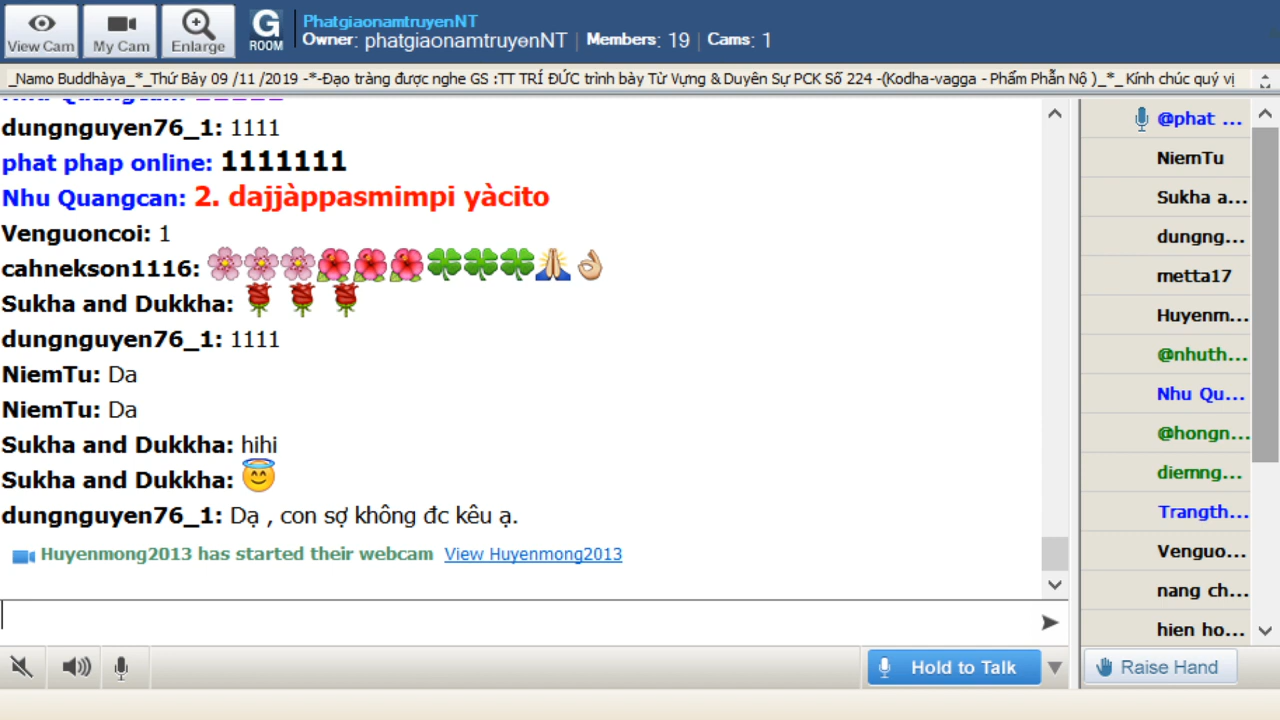 View Cam
My Cam
Enlarge
G
ROOM
PhatgiaonamtruyenNT
Owner: phatgiaonamtruyenNT | Members: 19 | Cams: 1
_Namo Buddhàya_*_Thứ Bảy 09 /11 /2019 -*-Đạo tràng được nghe GS :TT TRÍ ĐỨC trình bày Từ Vựng & Duyên Sự PCK Số 224 -(Kodha-vagga - Phẩm Phẫn Nộ )_*_ Kính chúc quý vị
dungnguyen76_1: 1111
phat phap online: 1111111
Nhu Quangcan: 2. dajjàppasmimpi yàcito
Venguoncoi: 1
cahnekson1116: 🌸🌸🌸🌺🌺🌺🍀🍀🍀🙏🏼👌🏼
Sukha and Dukkha: 🌹 🌹 🌹
dungnguyen76_1: 1111
NiemTu: Da
NiemTu: Da
Sukha and Dukkha: hihi
Sukha and Dukkha: 😇
dungnguyen76_1: Dạ , con sợ không đc kêu ạ.
Huyenmong2013 has started their webcam View Huyenmong2013
Hold to Talk
@phat ...
NiemTu
Sukha a...
dungng...
metta17
Huyenm...
@nhuth...
Nhu Qu...
@hongn...
diemng...
Trangth...
Venguo...
nang ch...
hien ho...
Raise Hand